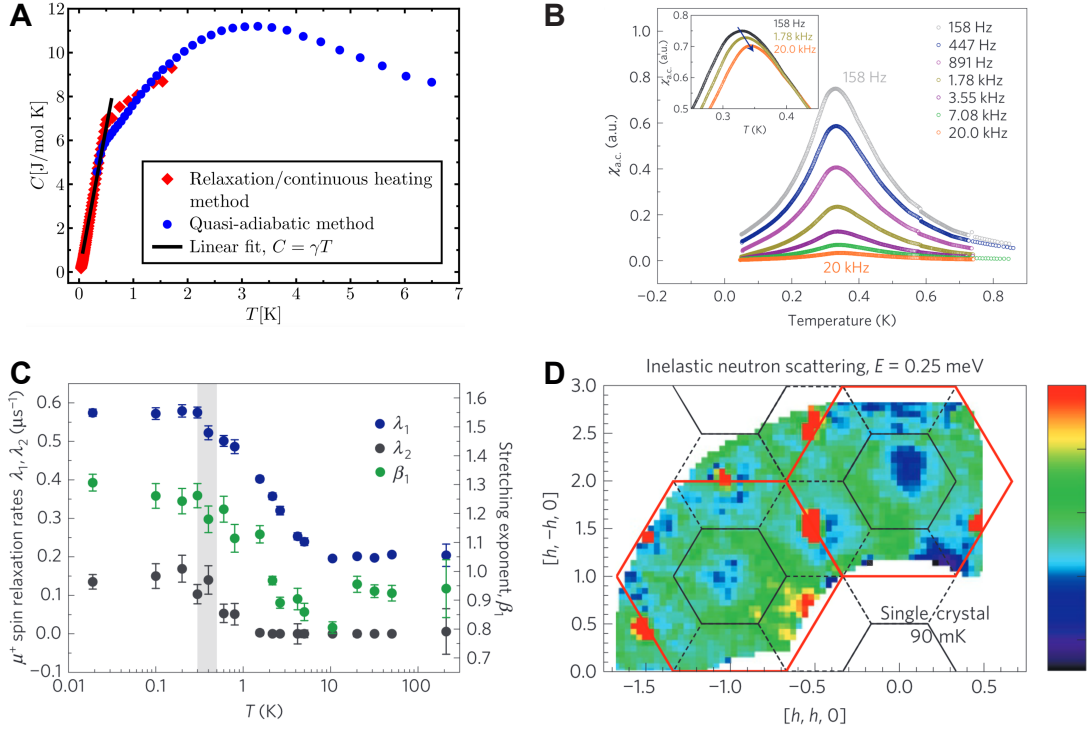 A
C[J/mol K]
12
10
8
6
4
2
0
Relaxation/continuous heating
method
Quasi-adiabatic method
Linear fit, C = γT
0 1 2 3 4 5 6 7
T[K]
B
χa.c. (a.u.)
1.0
0.8
0.6
0.4
0.2
0.0
χ′a.c. (a.u.)
0.8
0.7
0.6
0.5
158 Hz
1.78 kHz
20.0 kHz
0.3 0.4
T (K)
158 Hz
20 kHz
158 Hz
447 Hz
891 Hz
1.78 kHz
3.55 kHz
7.08 kHz
20.0 kHz
−0.2 0.0 0.2 0.4 0.6 0.8
Temperature (K)
C
μ+ spin relaxation rates λ1, λ2 (μs−1)
0.6
0.5
0.4
0.3
0.2
0.1
0.0
−0.1
λ1
λ2
β1
1.6
1.5
1.4
1.3
1.2
1.1
1.0
0.9
0.8
0.7
Stretching exponent, β1
0.01 0.1 1 10 100
T (K)
D
Inelastic neutron scattering, E = 0.25 meV
[h, −h, 0]
3.0
2.5
2.0
1.5
1.0
0.5
0.0
Single-crystal
90 mK
−1.5 −1.0 −0.5 0.0 0.5
[h, h, 0]